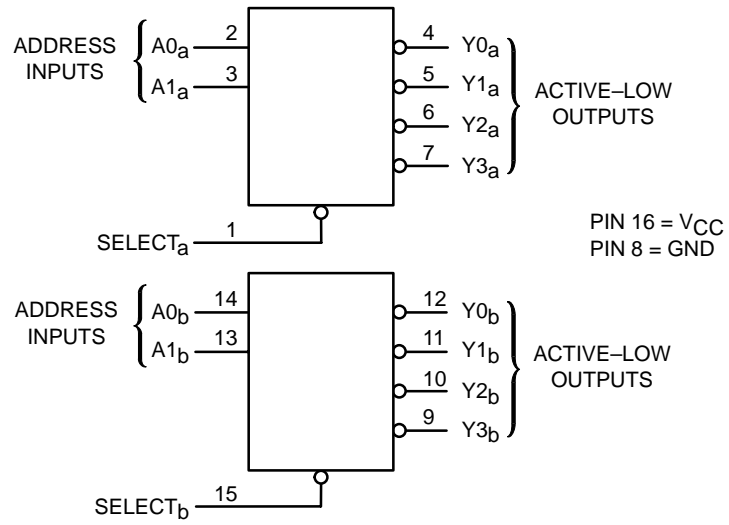 ADDRESS
INPUTS
A0a 2
A1a 3
4 Y0a
5 Y1a
6 Y2a
7 Y3a
ACTIVE–LOW
OUTPUTS
SELECTa 1
PIN 16 = VCC
PIN 8 = GND
ADDRESS
INPUTS
A0b 14
A1b 13
12 Y0b
11 Y1b
10 Y2b
9 Y3b
ACTIVE–LOW
OUTPUTS
SELECTb 15